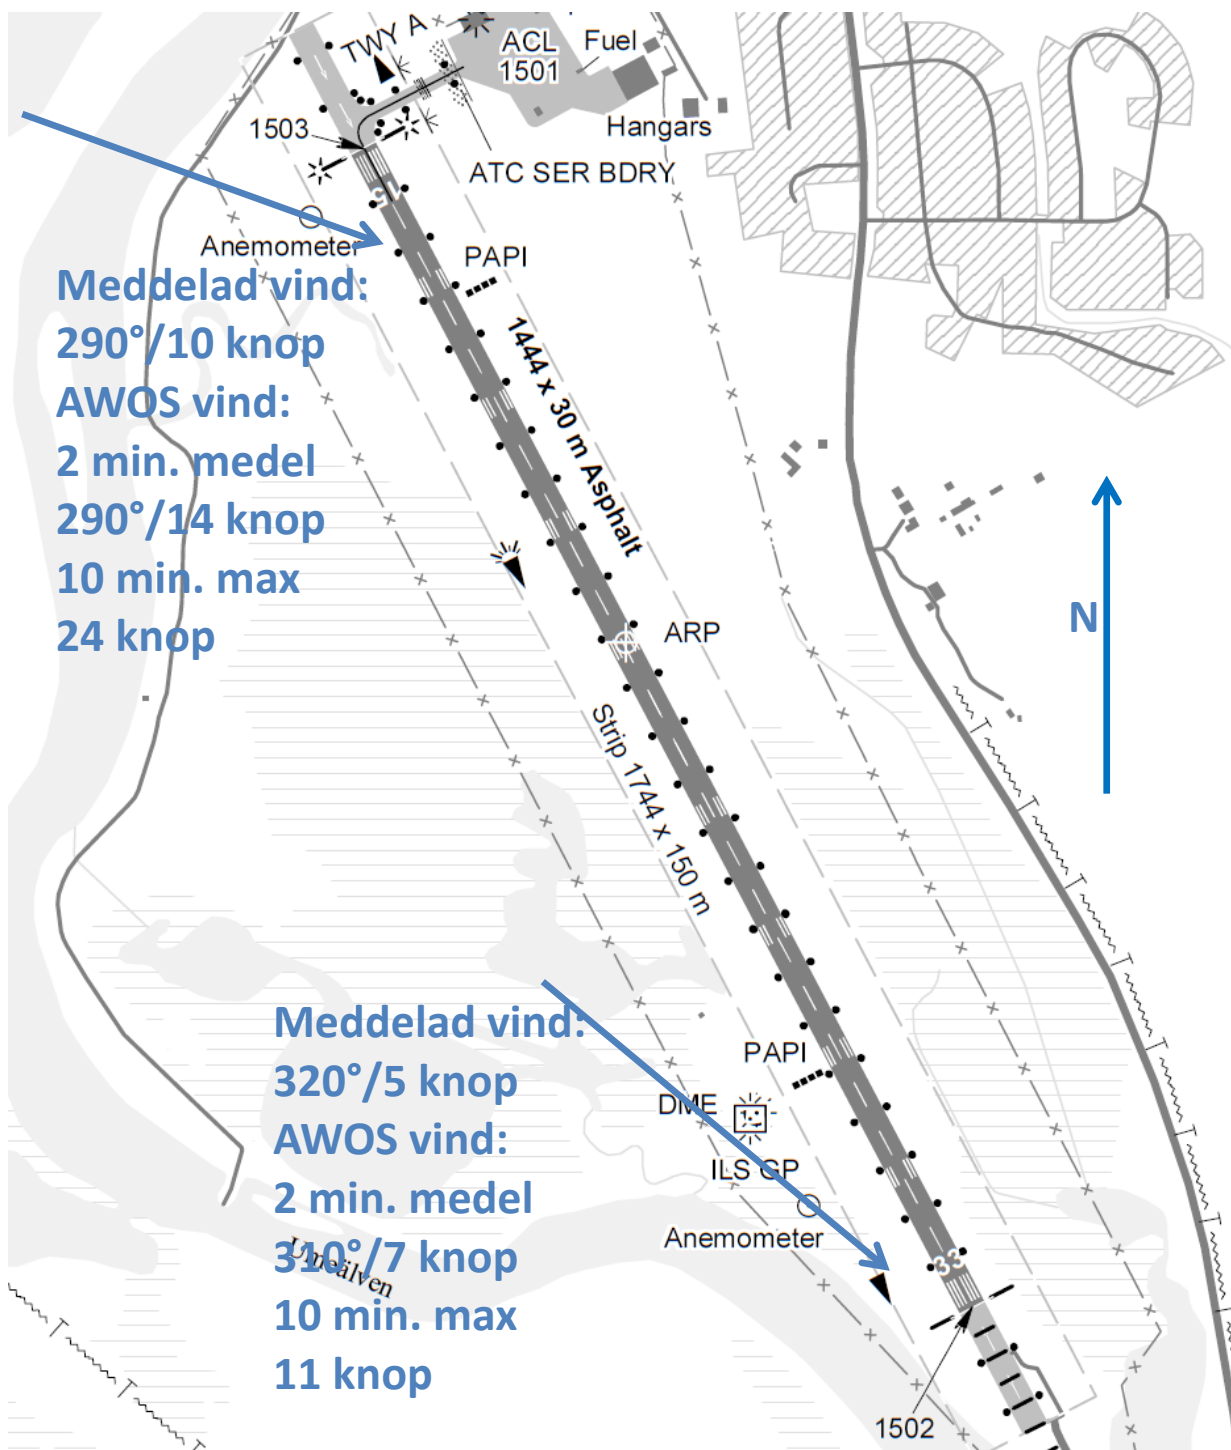 TWY A
ACL
1501
Fuel
Hangars
1503
ATC SER BDRY
15
Anemometer
PAPI
Meddelad vind:
290°/10 knop
AWOS vind:
2 min. medel
290°/14 knop
10 min. max
24 knop
1444 x 30 m Asphalt
N
ARP
Strip 1744 x 150 m
Meddelad vind:
320°/5 knop
AWOS vind:
2 min. medel
310°/7 knop
10 min. max
11 knop
PAPI
DME
ILS GP
Anemometer
Umeälven
33
1502